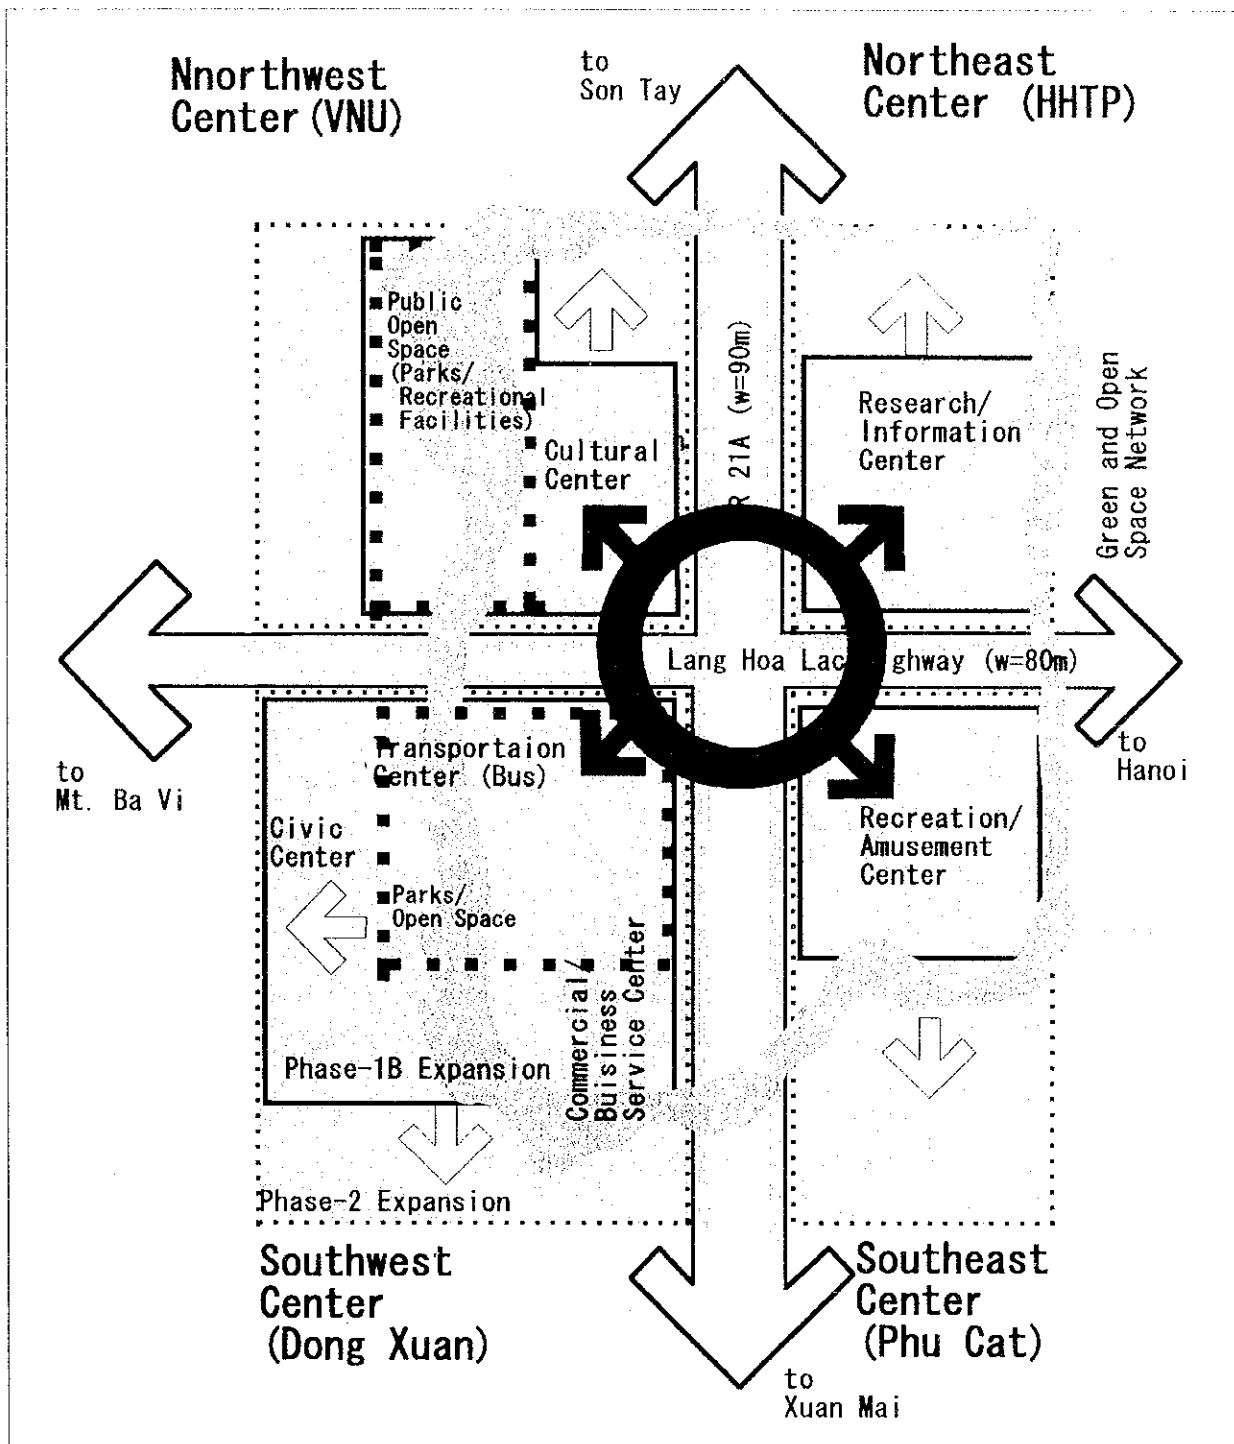 Nnorthwest
Center (VNU)
to
Son Tay
Northeast
Center (HHTP)
Public
Open
Space
(Parks/
Recreational
Facilities)
Cultural
Center
R 21A (w=90m)
Research/
Information
Center
Green and Open
Space Network
Lang Hoa Lac ghway (w=80m)
to
Mt. Ba Vi
to
Hanoi
Transportaion
Center (Bus)
Civic
Center
Parks/
Open Space
Recreation/
Amusement
Center
Commercial/
Buisiness
Service Center
Phase-1B Expansion
Phase-2 Expansion
Southwest
Center
(Dong Xuan)
Southeast
Center
(Phu Cat)
to
Xuan Mai